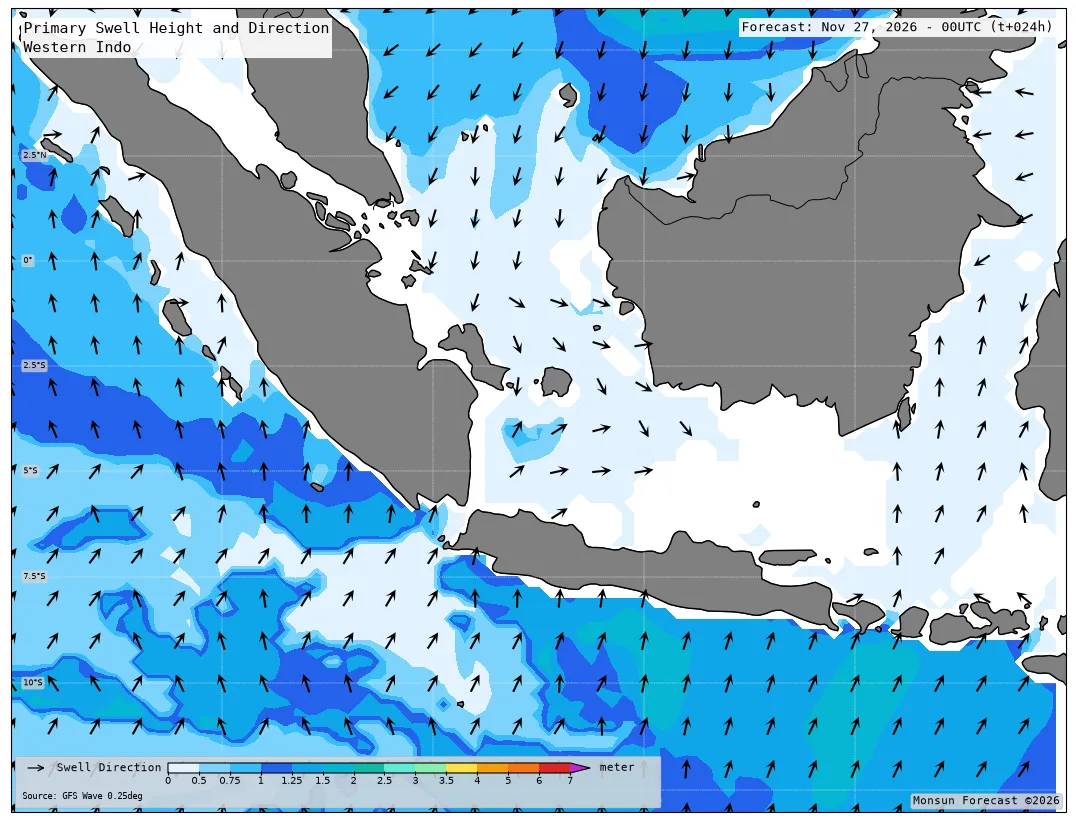 Primary Swell Height and Direction
Western Indo
Forecast: Nov 27, 2026 - 00UTC (t+024h)
2.5°N
0°
2.5°S
5°S
7.5°S
10°S
Swell Direction
0 0.5 0.75 1 1.25 1.5 2 2.5 3 3.5 4 5 6 7
meter
Source: GFS Wave 0.25deg
Monsun Forecast ©2026